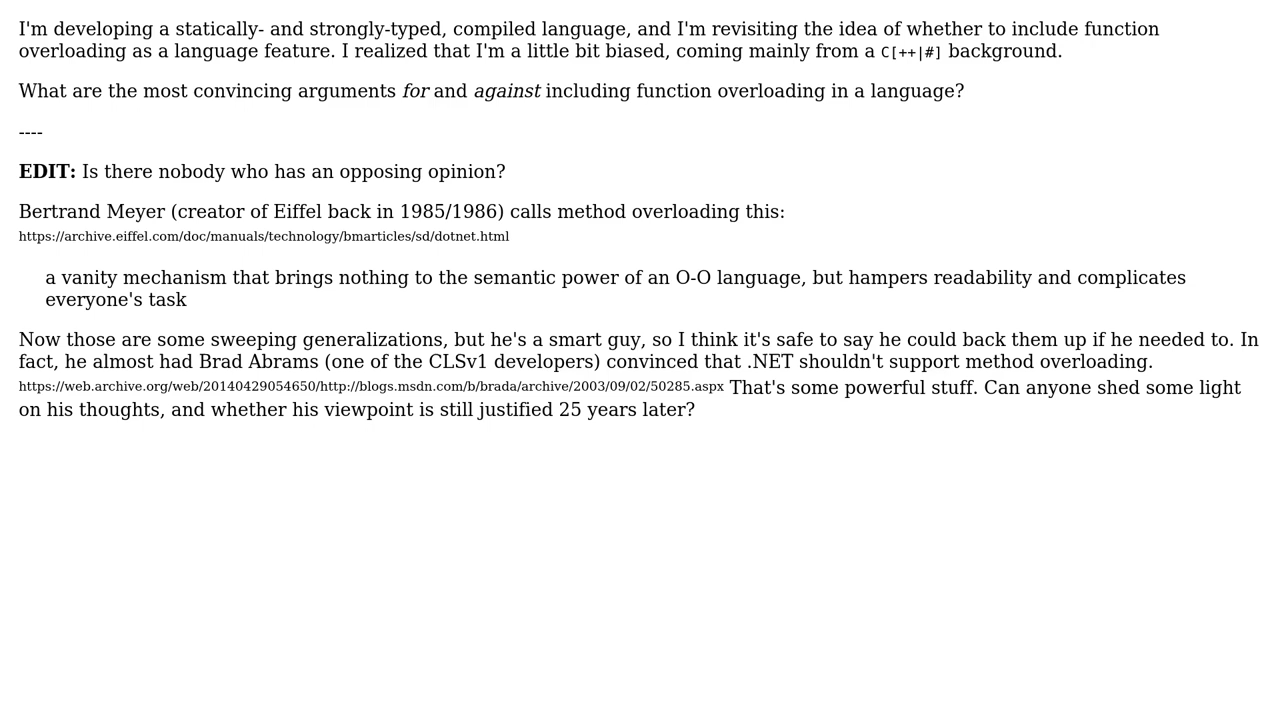 I'm developing a statically- and strongly-typed, compiled language, and I'm revisiting the idea of whether to include function
overloading as a language feature. I realized that I'm a little bit biased, coming mainly from a C[++|#] background.
What are the most convincing arguments for and against including function overloading in a language?
----
EDIT: Is there nobody who has an opposing opinion?
Bertrand Meyer (creator of Eiffel back in 1985/1986) calls method overloading this:
https://archive.eiffel.com/doc/manuals/technology/bmarticles/sd/dotnet.html
a vanity mechanism that brings nothing to the semantic power of an O-O language, but hampers readability and complicates
everyone's task
Now those are some sweeping generalizations, but he's a smart guy, so I think it's safe to say he could back them up if he needed to. In
fact, he almost had Brad Abrams (one of the CLSv1 developers) convinced that .NET shouldn't support method overloading.
https://web.archive.org/web/20140429054650/http://blogs.msdn.com/b/brada/archive/2003/09/02/50285.aspx That's some powerful stuff. Can anyone shed some light
on his thoughts, and whether his viewpoint is still justified 25 years later?